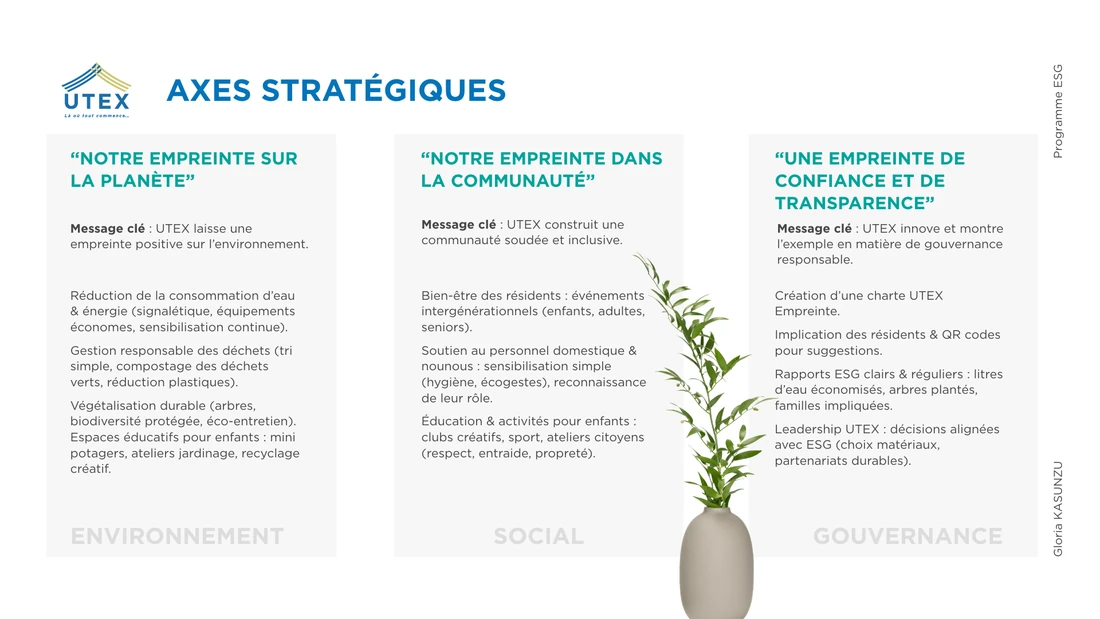 UTEX
Là où tout commence...
AXES STRATÉGIQUES
Programme ESG
“NOTRE EMPREINTE SUR
LA PLANÈTE”
Message clé : UTEX laisse une
empreinte positive sur l’environnement.
Réduction de la consommation d’eau
& énergie (signalétique, équipements
économes, sensibilisation continue).
Gestion responsable des déchets (tri
simple, compostage des déchets
verts, réduction plastiques).
Végétalisation durable (arbres,
biodiversité protégée, éco-entretien).
Espaces éducatifs pour enfants : mini
potagers, ateliers jardinage, recyclage
créatif.
ENVIRONNEMENT
“NOTRE EMPREINTE DANS
LA COMMUNAUTÉ”
Message clé : UTEX construit une
communauté soudée et inclusive.
Bien-être des résidents : événements
intergénérationnels (enfants, adultes,
seniors).
Soutien au personnel domestique &
nounous : sensibilisation simple
(hygiène, écogestes), reconnaissance
de leur rôle.
Éducation & activités pour enfants :
clubs créatifs, sport, ateliers citoyens
(respect, entraide, propreté).
SOCIAL
“UNE EMPREINTE DE
CONFIANCE ET DE
TRANSPARENCE”
Message clé : UTEX innove et montre
l’exemple en matière de gouvernance
responsable.
Création d’une charte UTEX
Empreinte.
Implication des résidents & QR codes
pour suggestions.
Rapports ESG clairs & réguliers : litres
d’eau économisés, arbres plantés,
familles impliquées.
Leadership UTEX : décisions alignées
avec ESG (choix matériaux,
partenariats durables).
GOUVERNANCE
Gloria KASUNZU